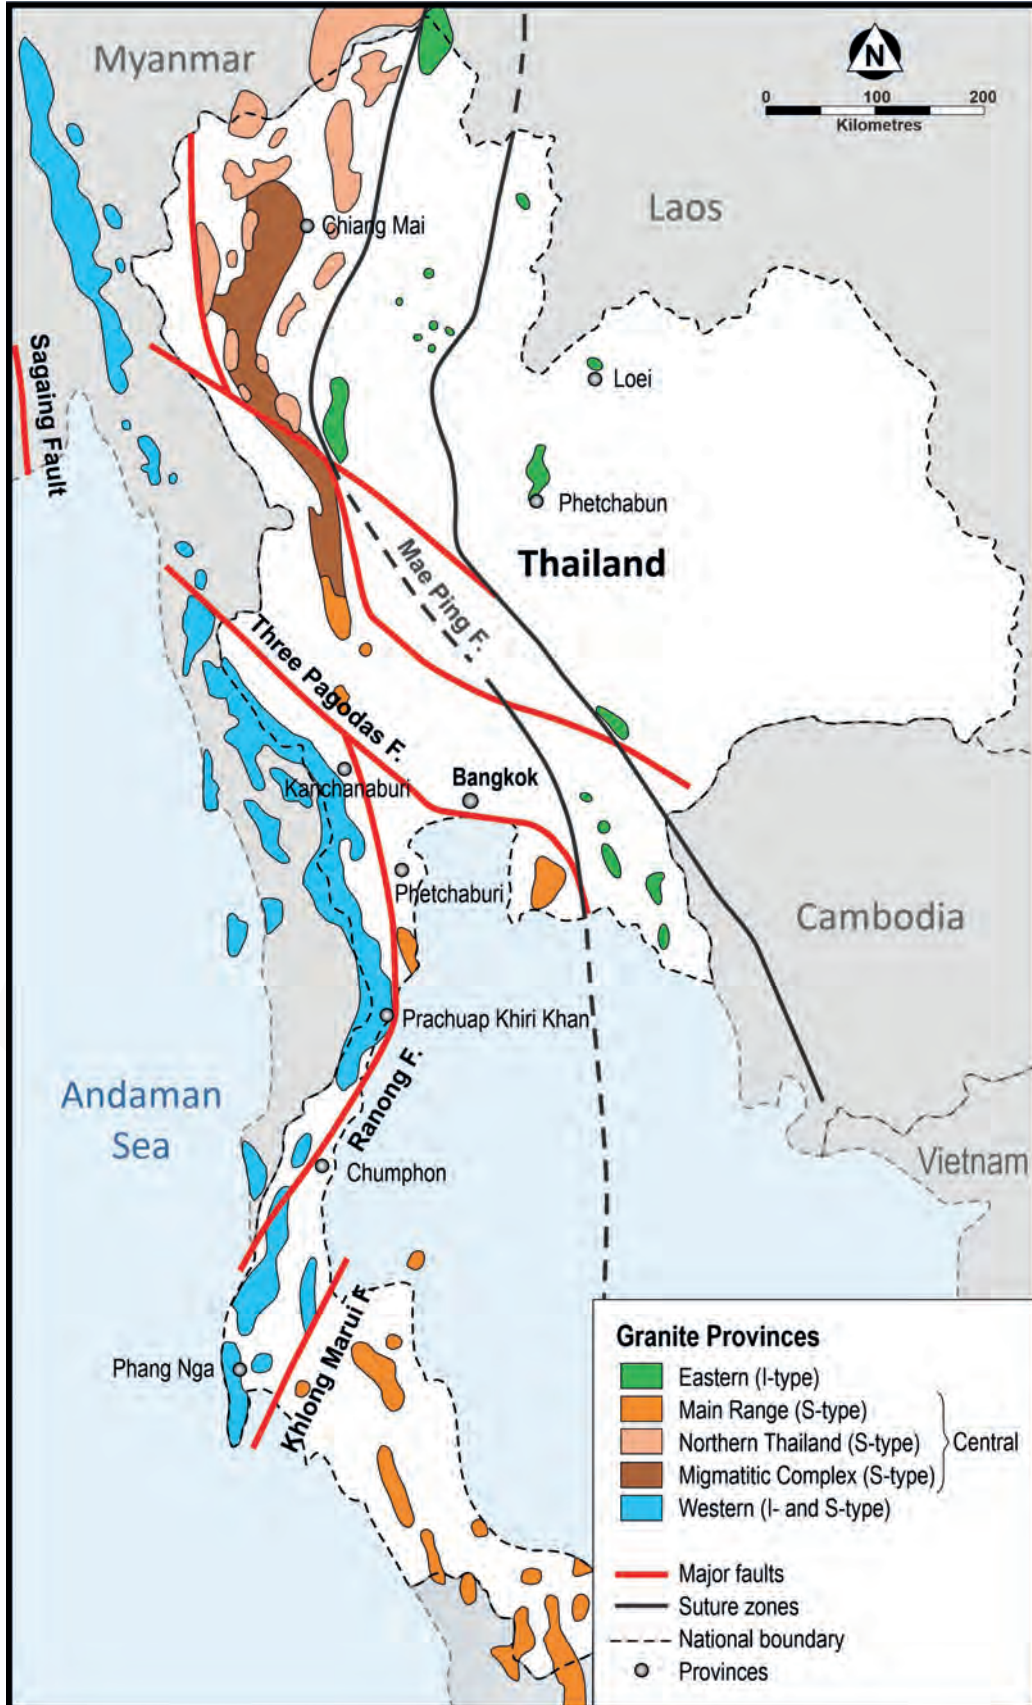 Myanmar
N
0 100 200
Kilometres
Laos
Chiang Mai
Sagaing Fault
Loei
Phetchabun
Thailand
Mae Ping F.
Three Pagodas F.
Kanchanaburi
Bangkok
Phetchaburi
Cambodia
Prachuap Khiri Khan
Andaman
Sea
Ranong F.
Chumphon
Vietnam
Khlong Marui F
Phang Nga
Granite Provinces
Eastern (I-type)
Main Range (S-type)
Northern Thailand (S-type)
Central
Migmatitic Complex (S-type)
Western (I- and S-type)
Major faults
Suture zones
National boundary
Provinces